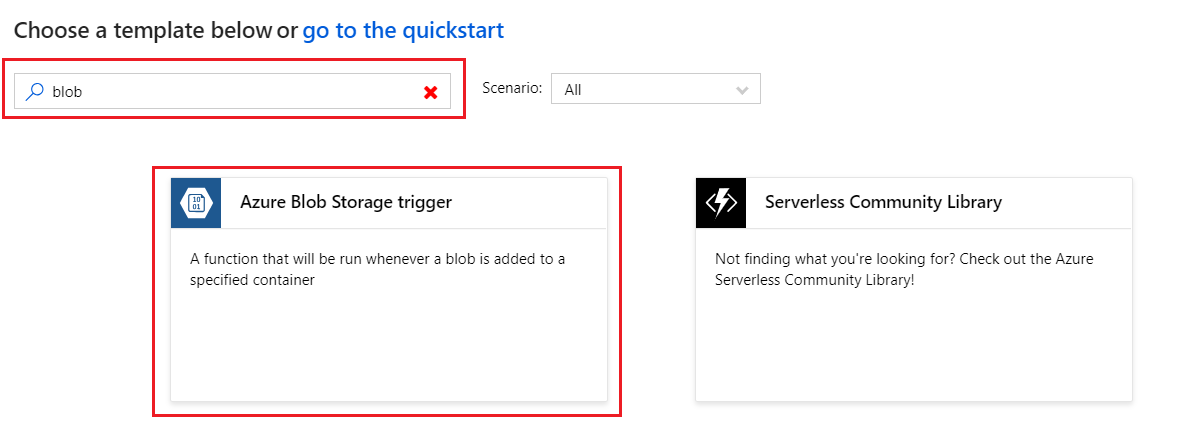 Choose a template below or go to the quickstart
blob
Scenario: All
Azure Blob Storage trigger
A function that will be run whenever a blob is added to a
specified container
Serverless Community Library
Not finding what you're looking for? Check out the Azure
Serverless Community Library!
10
01